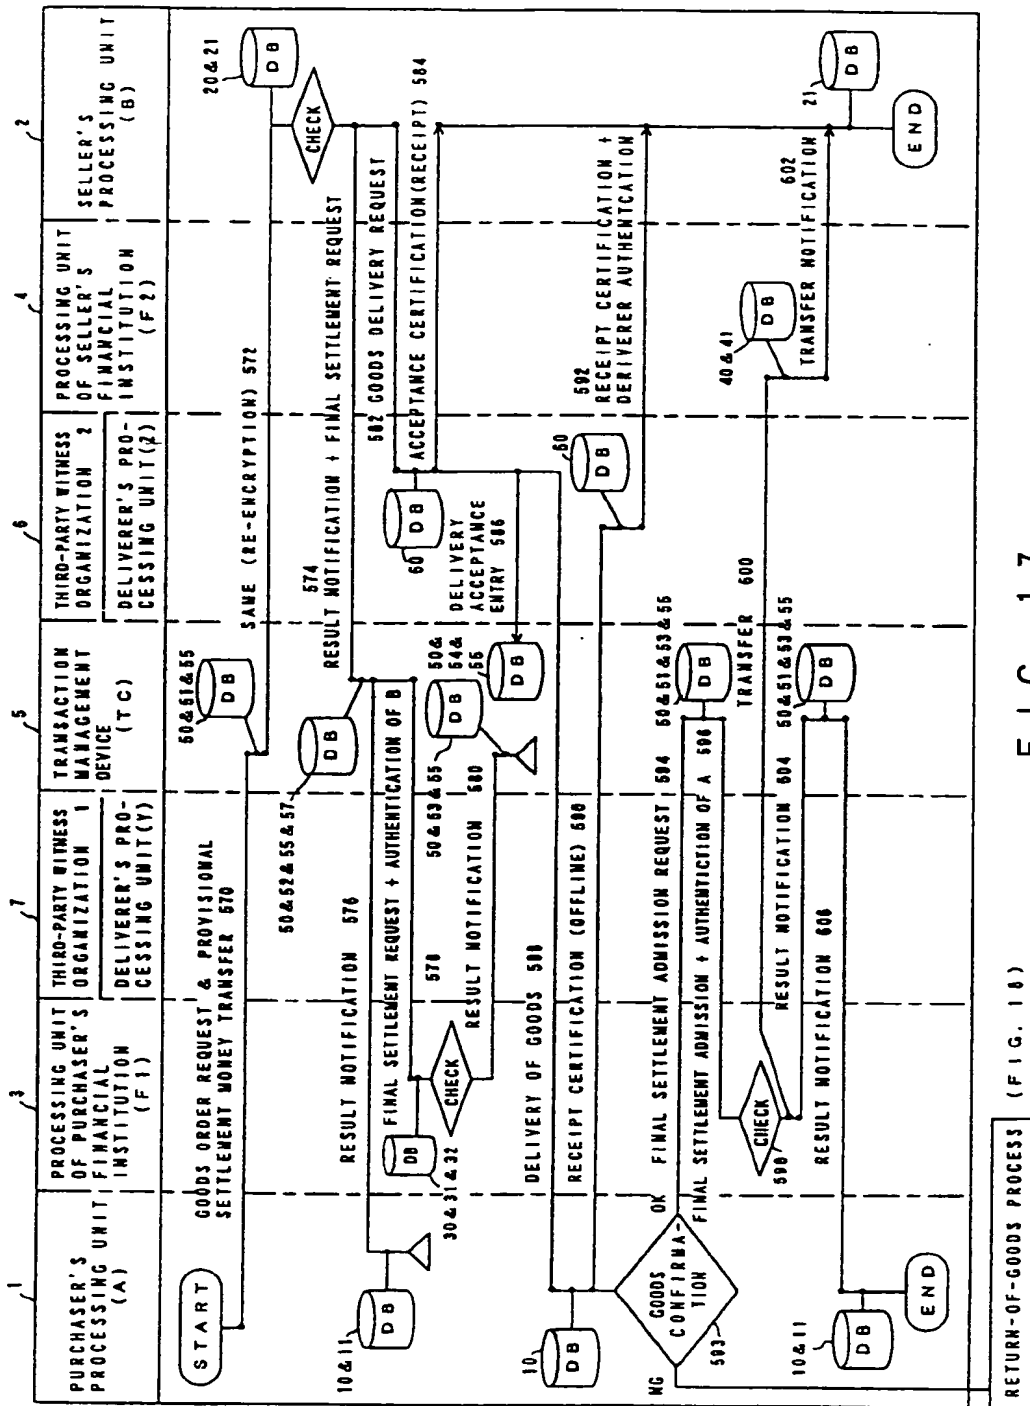 1
PURCHASER'S
PROCESSING UNIT
(A)
3
PROCESSING UNIT
OF PURCHASER'S
FINANCIAL
INSTITUTION
(F1)
7
THIRD-PARTY WITNESS
ORGANIZATION 1
DELIVERER'S PRO-
CESSING UNIT(Y)
5
TRANSACTION
MANAGEMENT
DEVICE
(TC)
6
THIRD-PARTY WITNESS
ORGANIZATION 2
DELIVERER'S PRO-
CESSING UNIT(2)
4
PROCESSING UNIT
OF SELLER'S
FINANCIAL
INSTITUTION
(F2)
2
SELLER'S
PROCESSING UNIT
(B)
START
GOODS ORDER REQUEST & PROVISIONAL
SETTLEMENT MONEY TRANSFER 570
50&51&55
DB
SAME (RE-ENCRYPTION) 572
20&21
DB
CHECK
574
RESULT NOTIFICATION + FINAL SETTLEMENT REQUEST
50&52&55&57
DB
RESULT NOTIFICATION 576
10&11
DB
FINAL SETTLEMENT REQUEST + AUTHENTICATION OF B
578
DB
30&31&32
CHECK
RESULT NOTIFICATION 580
50&53&55
DB
582 GOODS DELIVERY REQUEST
ACCEPTANCE CERTIFICATION(RECEIPT) 584
DB
60
DELIVERY
ACCEPTANCE
ENTRY 586
50&
54&
55
DB
DELIVERY OF GOODS 588
10
DB
RECEIPT CERTIFICATION (OFFLINE) 590
60
DB
592
RECEIPT CERTIFICATION +
DERIVERER AUTHENTCATION
GOODS
CONFIRMA-
TION
593
NG
OK
FINAL SETTLEMENT ADMISSION REQUEST 594
50&51&53&55
DB
FINAL SETTLEMENT ADMISSION + AUTHENTICTION OF A 596
CHECK
598
TRANSFER 600
40&41
DB
TRANSFER NOTIFICATION
602
RESULT NOTIFICATION 604
50&51&53&55
DB
RESULT NOTIFICATION 606
10&11
DB
END
21
DB
END
RETURN-OF-GOODS PROCESS
(FIG. 18)
FIG. 17